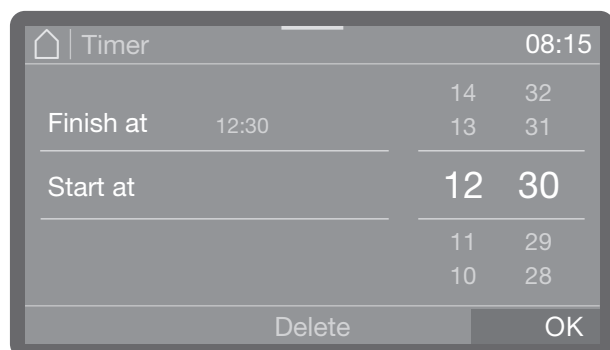 Timer 08:15
14 32
Finish at 12:30 13 31
Start at 12 30
11 29
10 28
Delete OK